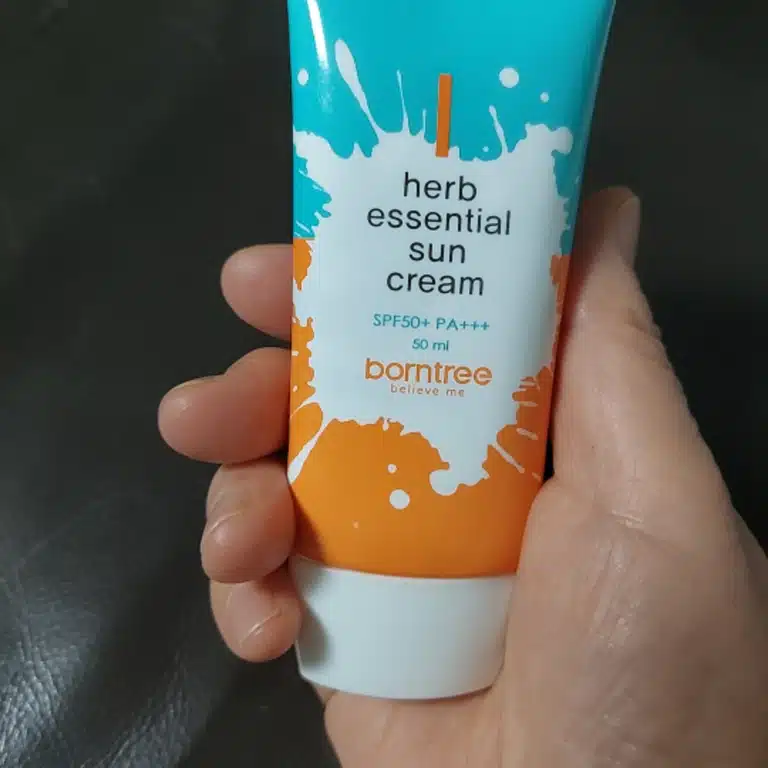 herb
essential
sun
cream
SPF50+ PA+++
50 ml
borntree
believe me